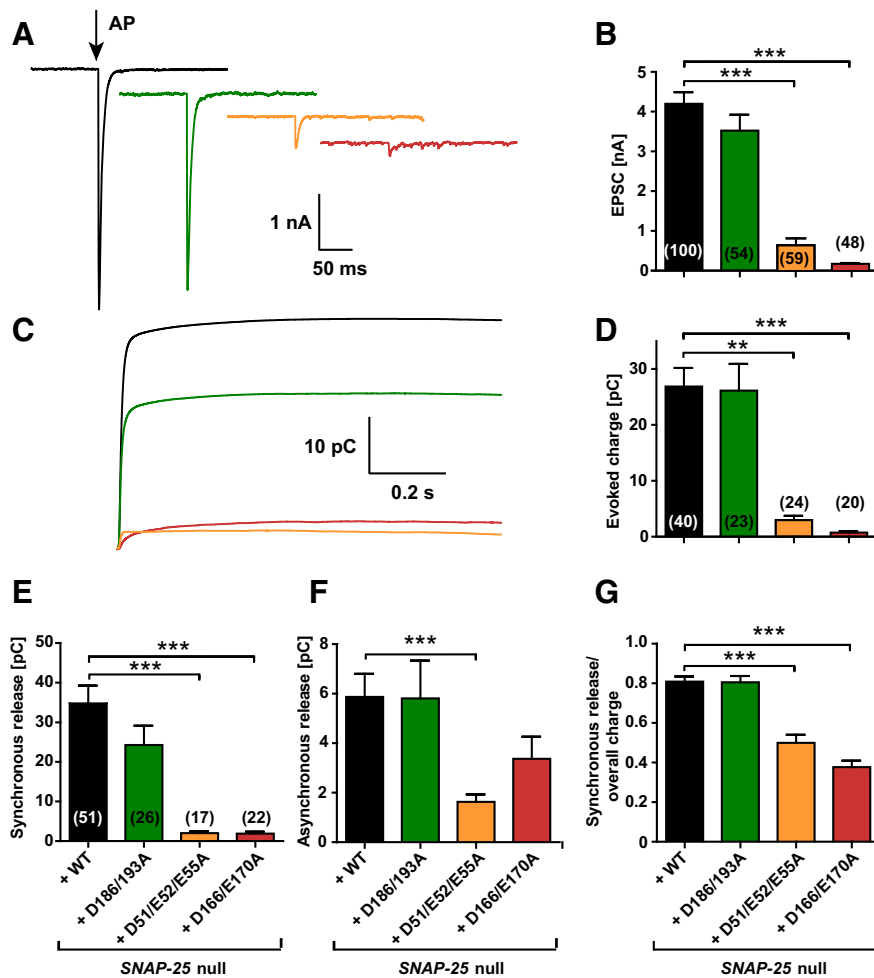 A
AP
1 nA
50 ms
B
***
***
EPSC [nA]
5
4
3
2
1
0
(100)
(54)
(59)
(48)
C
10 pC
0.2 s
D
***
**
Evoked charge [pC]
30
20
10
0
(40)
(23)
(24)
(20)
E
***
***
Synchronous release [pC]
50
40
30
20
10
0
(51)
(26)
(17)
(22)
+ WT
+ D186/193A
+ D51/E52/E55A
+ D166/E170A
SNAP-25 null
F
***
Asynchronous release [pC]
8
6
4
2
0
+ WT
+ D186/193A
+ D51/E52/E55A
+ D166/E170A
SNAP-25 null
G
***
***
Synchronous release/
overall charge
1.0
0.8
0.6
0.4
0.2
0
+ WT
+ D186/193A
+ D51/E52/E55A
+ D166/E170A
SNAP-25 null